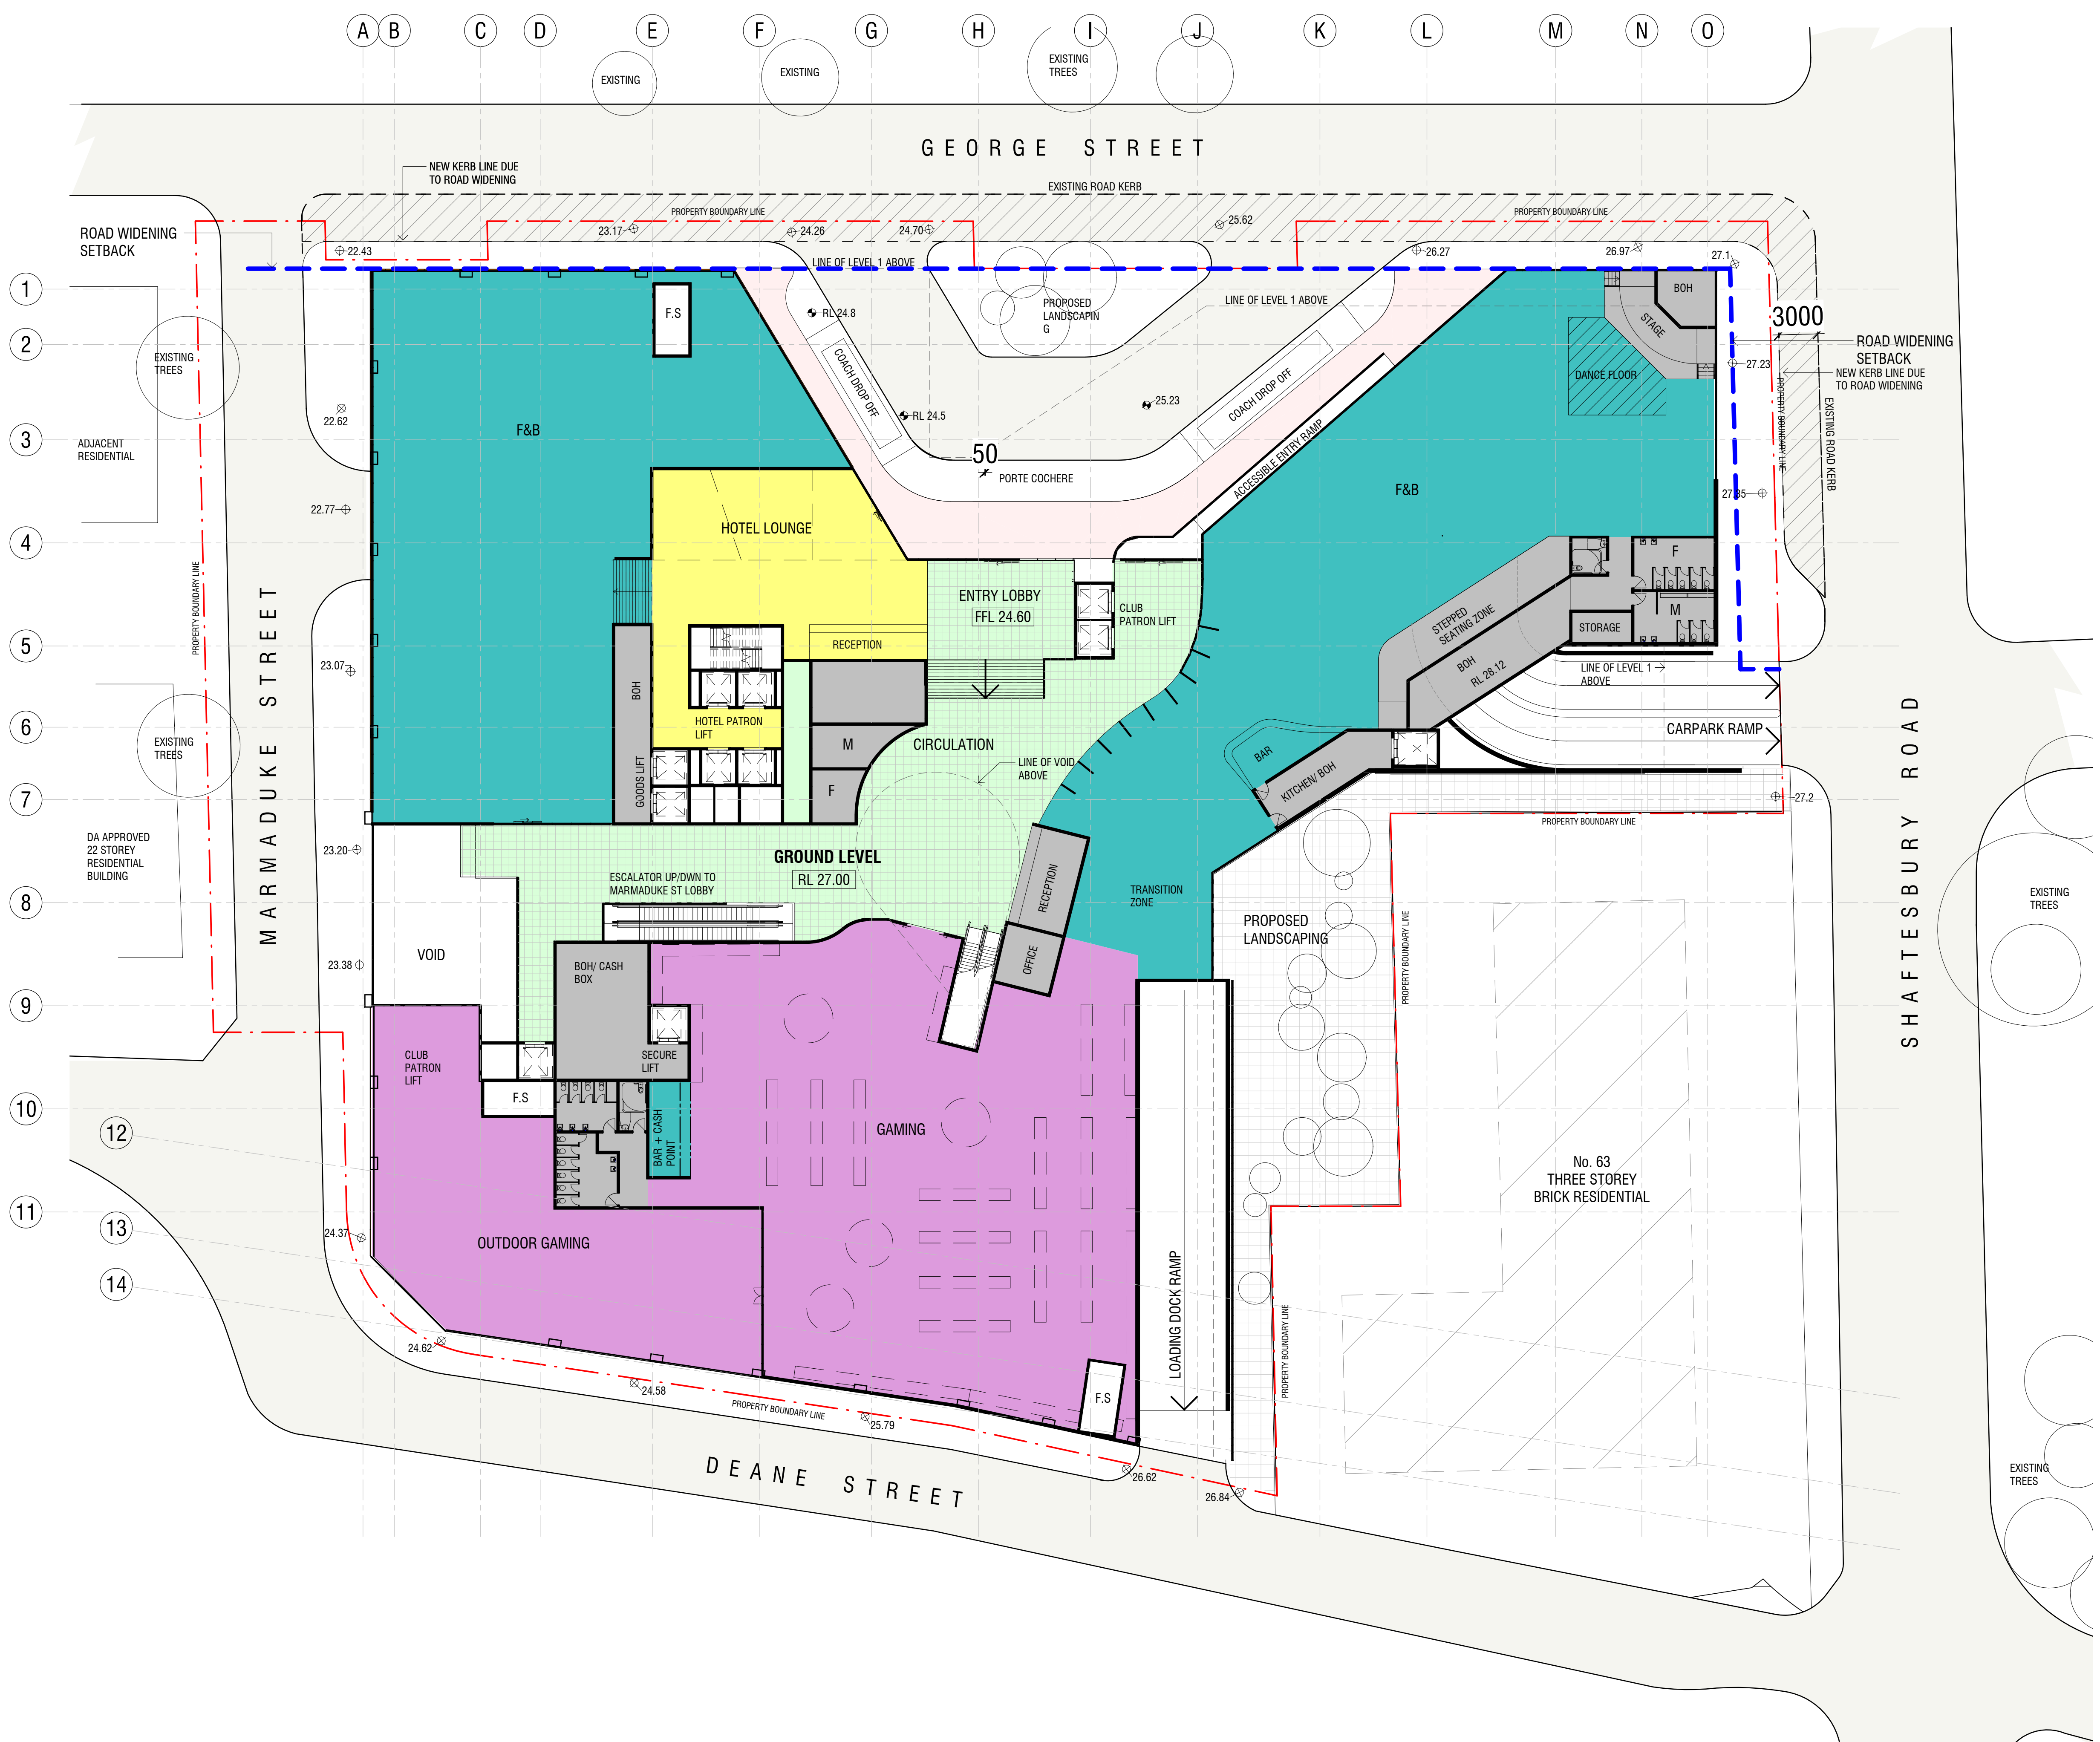 A B C D E F G H I J K L M N O
EXISTING
EXISTING
EXISTING
TREES
GEORGE STREET
NEW KERB LINE DUE
TO ROAD WIDENING
EXISTING ROAD KERB
PROPERTY BOUNDARY LINE
PROPERTY BOUNDARY LINE
ROAD WIDENING
SETBACK
22.43
23.17
24.26
24.70
25.62
26.27
26.97
27.1
LINE OF LEVEL 1 ABOVE
LINE OF LEVEL 1 ABOVE
1
2
3
4
5
6
7
8
9
10
12
11
13
14
F.S
RL 24.8
PROPOSED
LANDSCAPIN
G
BOH
STAGE
3000
ROAD WIDENING
SETBACK
27.23
NEW KERB LINE DUE
TO ROAD WIDENING
EXISTING
TREES
COACH DROP OFF
COACH DROP OFF
DANCE FLOOR
PROPERTY BOUNDARY LINE
EXISTING ROAD KERB
22.62
RL 24.5
25.23
F&B
ADJACENT
RESIDENTIAL
50
PORTE COCHERE
ACCESSIBLE ENTRY RAMP
F&B
22.77
HOTEL LOUNGE
F
ENTRY LOBBY
FFL 24.60
CLUB
PATRON LIFT
STEPPED
SEATING ZONE
M
STORAGE
PROPERTY BOUNDARY LINE
MARMADUKE STREET
RECEPTION
23.07
BOH
BOH
RL 28.12
LINE OF LEVEL 1
ABOVE
HOTEL PATRON
LIFT
M
CIRCULATION
BAR
CARPARK RAMP
EXISTING
TREES
GOODS LIFT
F
LINE OF VOID
ABOVE
KITCHEN/ BOH
27.2
PROPERTY BOUNDARY LINE
SHAFTESBURY ROAD
DA APPROVED
22 STOREY
RESIDENTIAL
BUILDING
23.20
GROUND LEVEL
RL 27.00
ESCALATOR UP/DWN TO
MARMADUKE ST LOBBY
RECEPTION
TRANSITION
ZONE
EXISTING
TREES
PROPOSED
LANDSCAPING
PROPERTY BOUNDARY LINE
VOID
23.38
BOH/ CASH
BOX
OFFICE
CLUB
PATRON
LIFT
SECURE
LIFT
F.S
BAR + CASH
POINT
GAMING
No. 63
THREE STOREY
BRICK RESIDENTIAL
24.37
OUTDOOR GAMING
LOADING DOCK RAMP
PROPERTY BOUNDARY LINE
24.62
24.58
F.S
PROPERTY BOUNDARY LINE
25.79
26.62
26.84
DEANE STREET
EXISTING
TREES